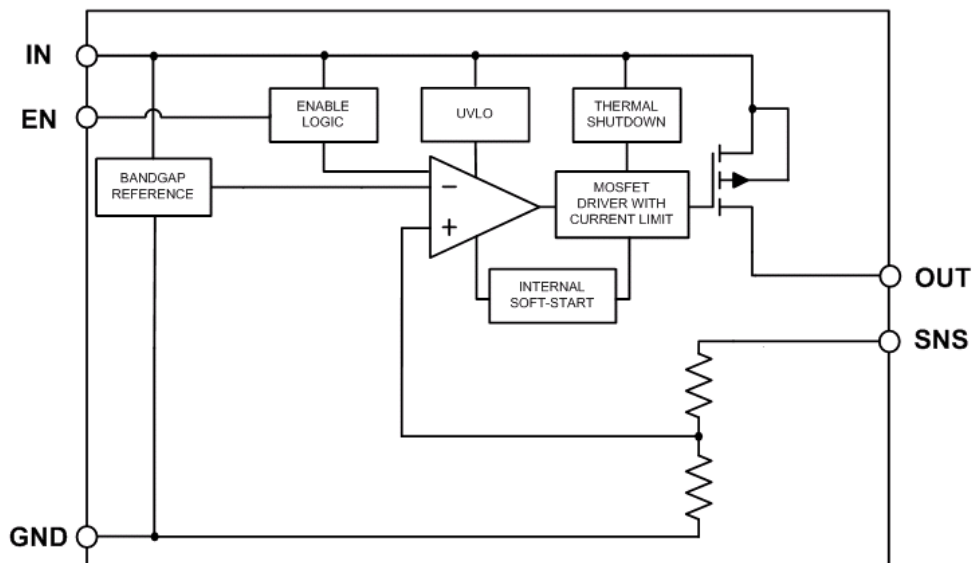 IN
EN
ENABLE
LOGIC
UVLO
THERMAL
SHUTDOWN
BANDGAP
REFERENCE
−
+
MOSFET
DRIVER WITH
CURRENT LIMIT
INTERNAL
SOFT-START
OUT
SNS
GND